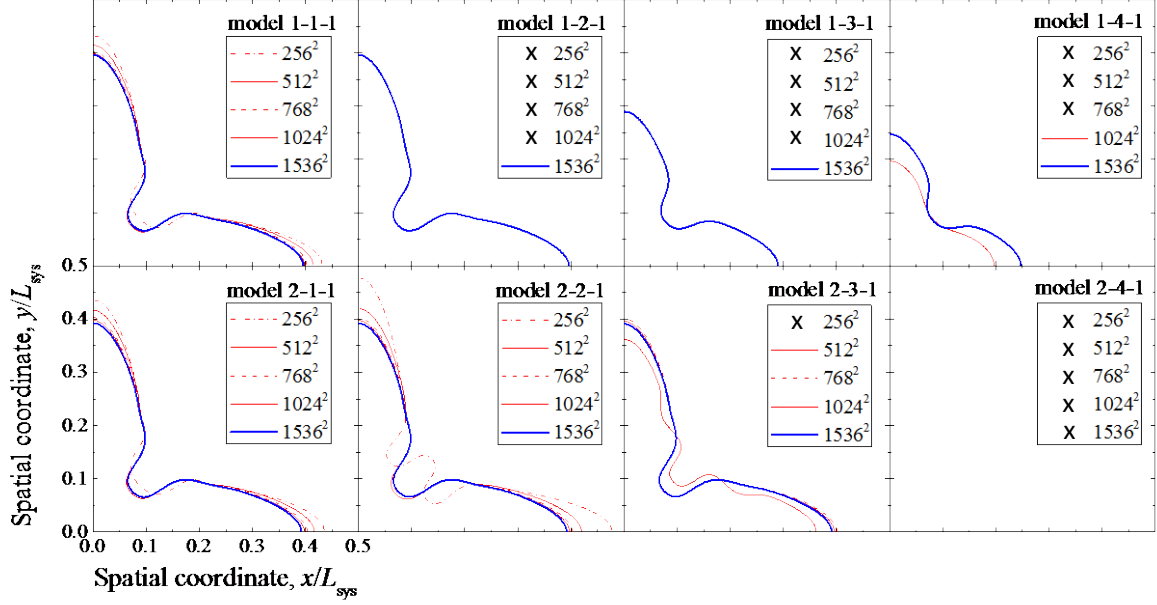 model 1-1-1
256²
512²
768²
1024²
1536²
model 1-2-1
X 256²
X 512²
X 768²
X 1024²
1536²
model 1-3-1
X 256²
X 512²
X 768²
X 1024²
1536²
model 1-4-1
X 256²
X 512²
X 768²
1024²
1536²
model 2-1-1
256²
512²
768²
1024²
1536²
model 2-2-1
256²
512²
768²
1024²
1536²
model 2-3-1
X 256²
512²
768²
1024²
1536²
model 2-4-1
X 256²
X 512²
X 768²
X 1024²
X 1536²
Spatial coordinate, y/Lsys
0.5
0.4
0.3
0.2
0.1
0.0
0.0 0.1 0.2 0.3 0.4 0.5
Spatial coordinate, x/Lsys